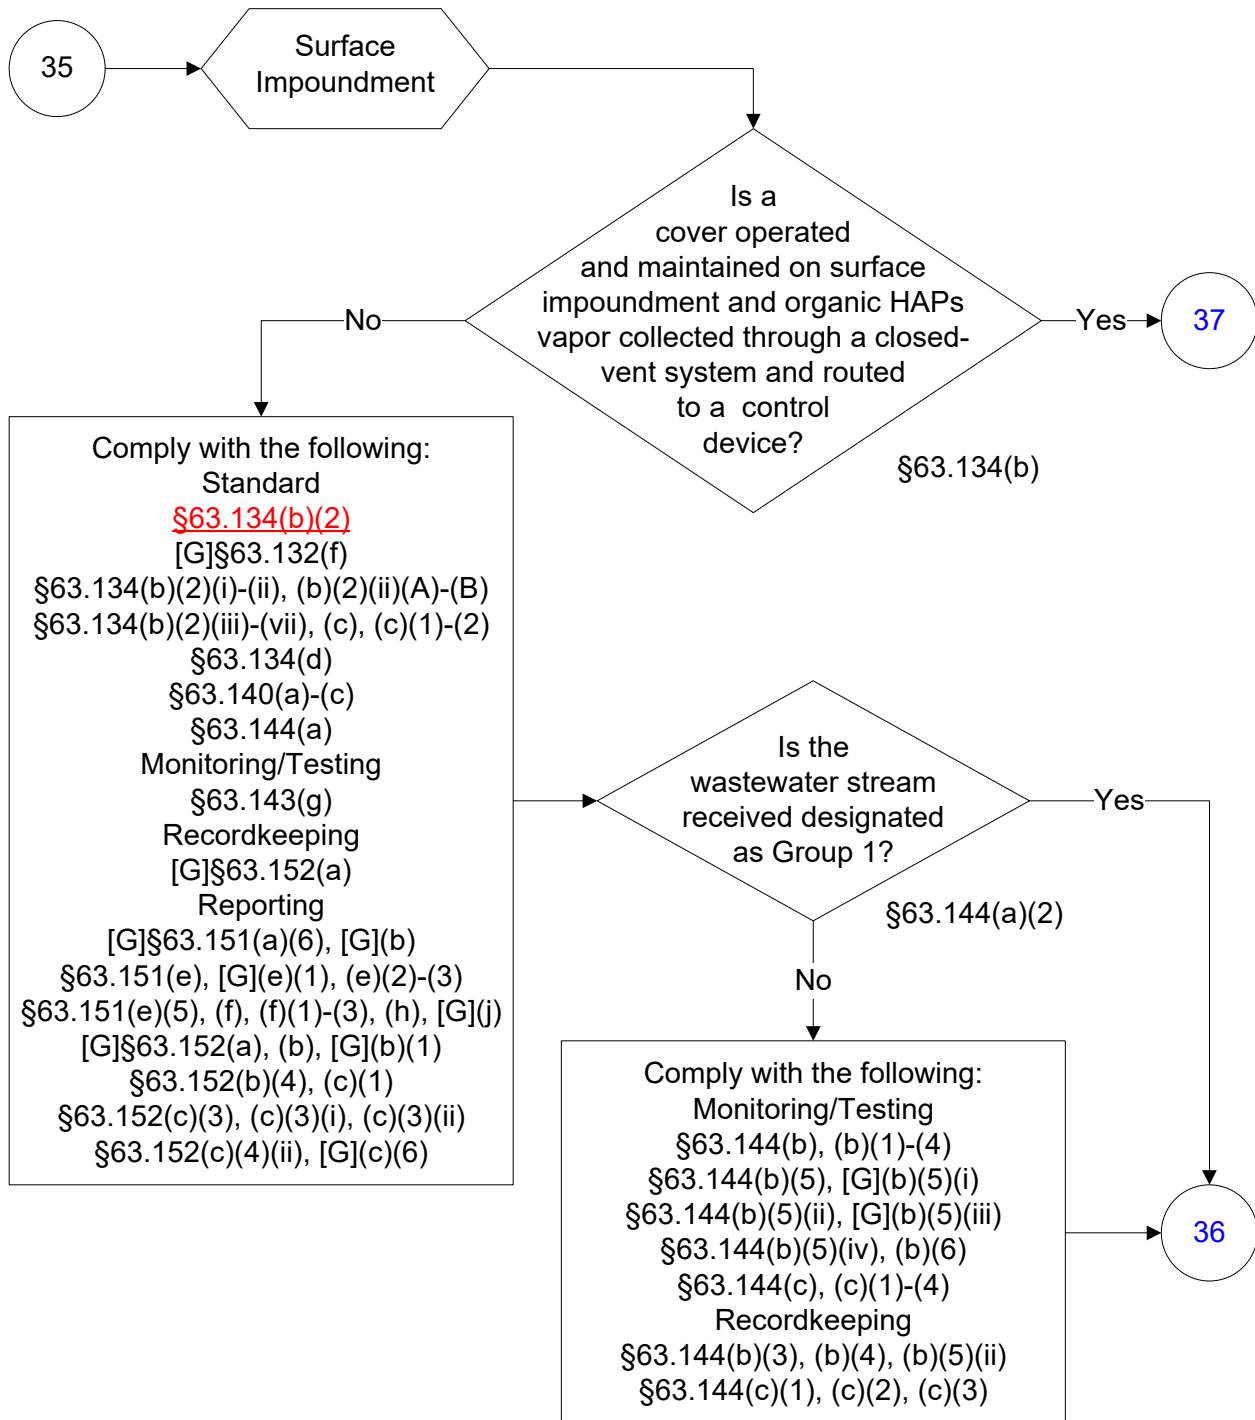 35
Surface
Impoundment
Is a
cover operated
and maintained on surface
impoundment and organic HAPs
vapor collected through a closed-
vent system and routed
to a control
device?
§63.134(b)
Yes
37
No
Comply with the following:
Standard
§63.134(b)(2)
[G]§63.132(f)
§63.134(b)(2)(i)-(ii), (b)(2)(ii)(A)-(B)
§63.134(b)(2)(iii)-(vii), (c), (c)(1)-(2)
§63.134(d)
§63.140(a)-(c)
§63.144(a)
Monitoring/Testing
§63.143(g)
Recordkeeping
[G]§63.152(a)
Reporting
[G]§63.151(a)(6), [G](b)
§63.151(e), [G](e)(1), (e)(2)-(3)
§63.151(e)(5), (f), (f)(1)-(3), (h), [G](j)
[G]§63.152(a), (b), [G](b)(1)
§63.152(b)(4), (c)(1)
§63.152(c)(3), (c)(3)(i), (c)(3)(ii)
§63.152(c)(4)(ii), [G](c)(6)
Is the
wastewater stream
received designated
as Group 1?
§63.144(a)(2)
Yes
No
Comply with the following:
Monitoring/Testing
§63.144(b), (b)(1)-(4)
§63.144(b)(5), [G](b)(5)(i)
§63.144(b)(5)(ii), [G](b)(5)(iii)
§63.144(b)(5)(iv), (b)(6)
§63.144(c), (c)(1)-(4)
Recordkeeping
§63.144(b)(3), (b)(4), (b)(5)(ii)
§63.144(c)(1), (c)(2), (c)(3)
36